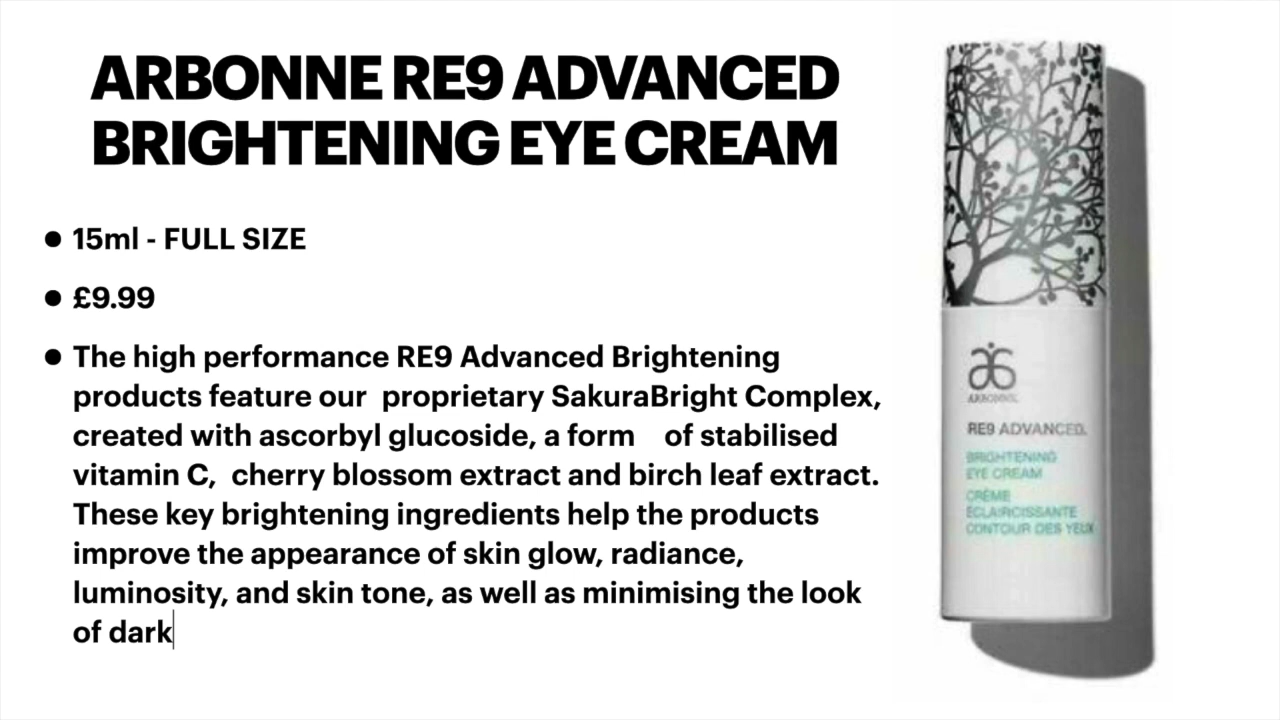 ARBONNE RE9 ADVANCED
BRIGHTENING EYE CREAM
● 15ml - FULL SIZE
● £9.99
● The high performance RE9 Advanced Brightening
products feature our  proprietary SakuraBright Complex,
created with ascorbyl glucoside, a form    of stabilised
vitamin C,  cherry blossom extract and birch leaf extract.
These key brightening ingredients help the products
improve the appearance of skin glow, radiance,
luminosity, and skin tone, as well as minimising the look
of dark
ARBONNE.
RE9 ADVANCED.
BRIGHTENING
EYE CREAM
CRÈME
ÉCLAIRCISSANTE
CONTOUR DES YEUX